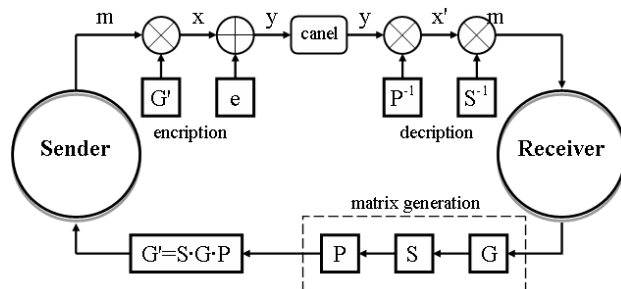 m x y canel y x' m
G' e P⁻¹ S⁻¹
encription decription
Sender Receiver
matrix generation
G'=S·G·P P S G